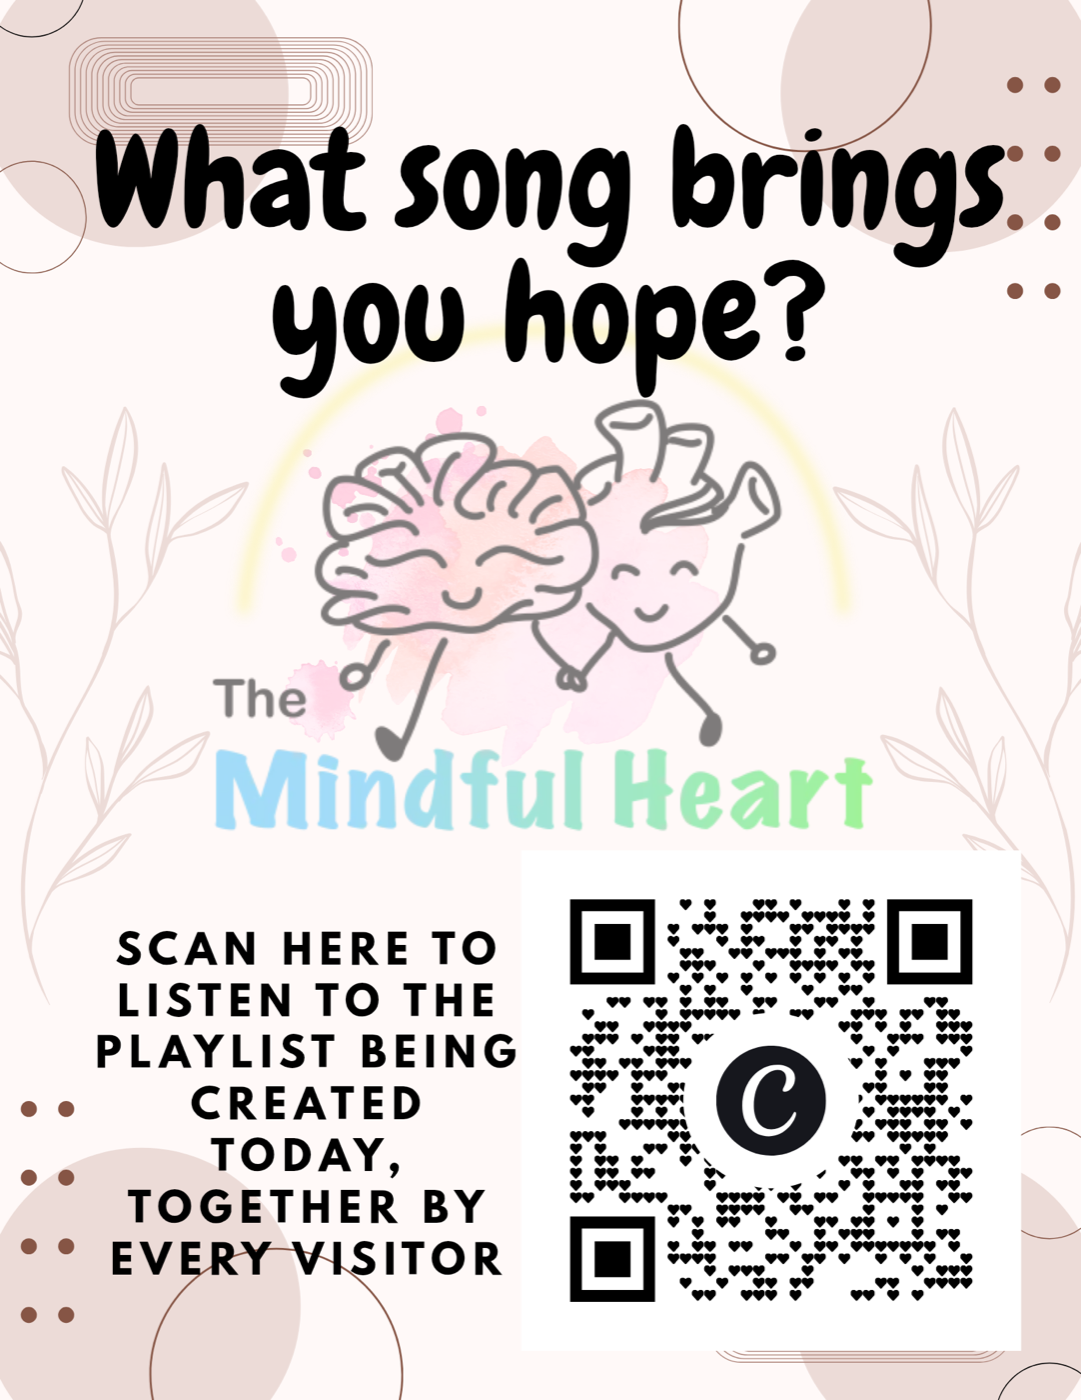 What song brings
you hope?
The
Mindful Heart
SCAN HERE TO
LISTEN TO THE
PLAYLIST BEING
CREATED
TODAY,
TOGETHER BY
EVERY VISITOR
C